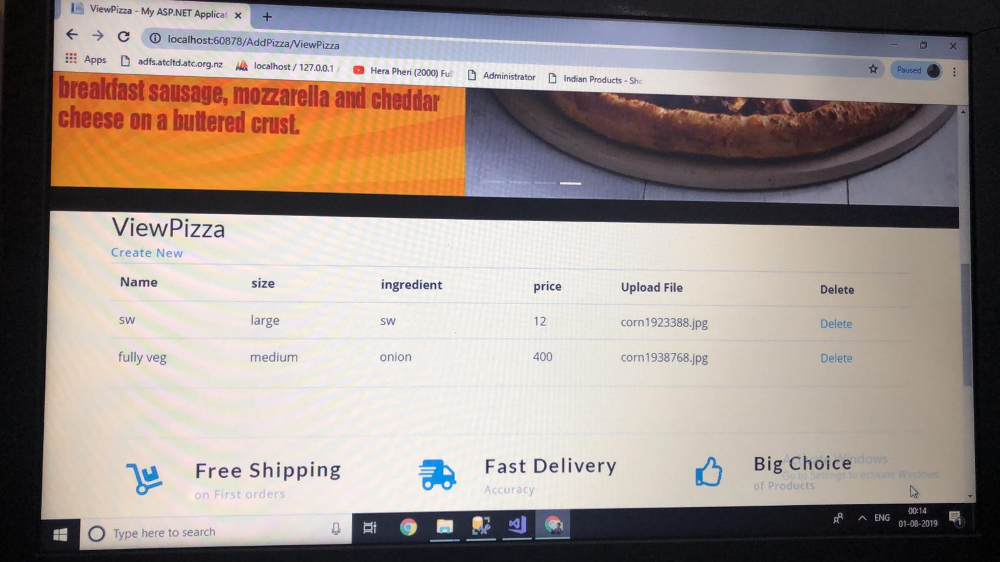 ViewPizza - My ASP.NET Applicat
localhost:60878/AddPizza/ViewPizza
Apps adfs.atcltd.atc.org.nz localhost / 127.0.0.1 / Hera Pheri (2000) Ful Administrator Indian Products - Sho Paused
breakfast sausage, mozzarella and cheddar
cheese on a buttered crust.
ViewPizza
Create New
Name size ingredient price Upload File Delete
sw large sw 12 corn1923388.jpg Delete
fully veg medium onion 400 corn1938768.jpg Delete
Free Shipping
on First orders
Fast Delivery
Accuracy
Big Choice
of Products
Activate Windows
Go to Settings to activate Windows.
Type here to search
ENG
00:14
01-08-2019